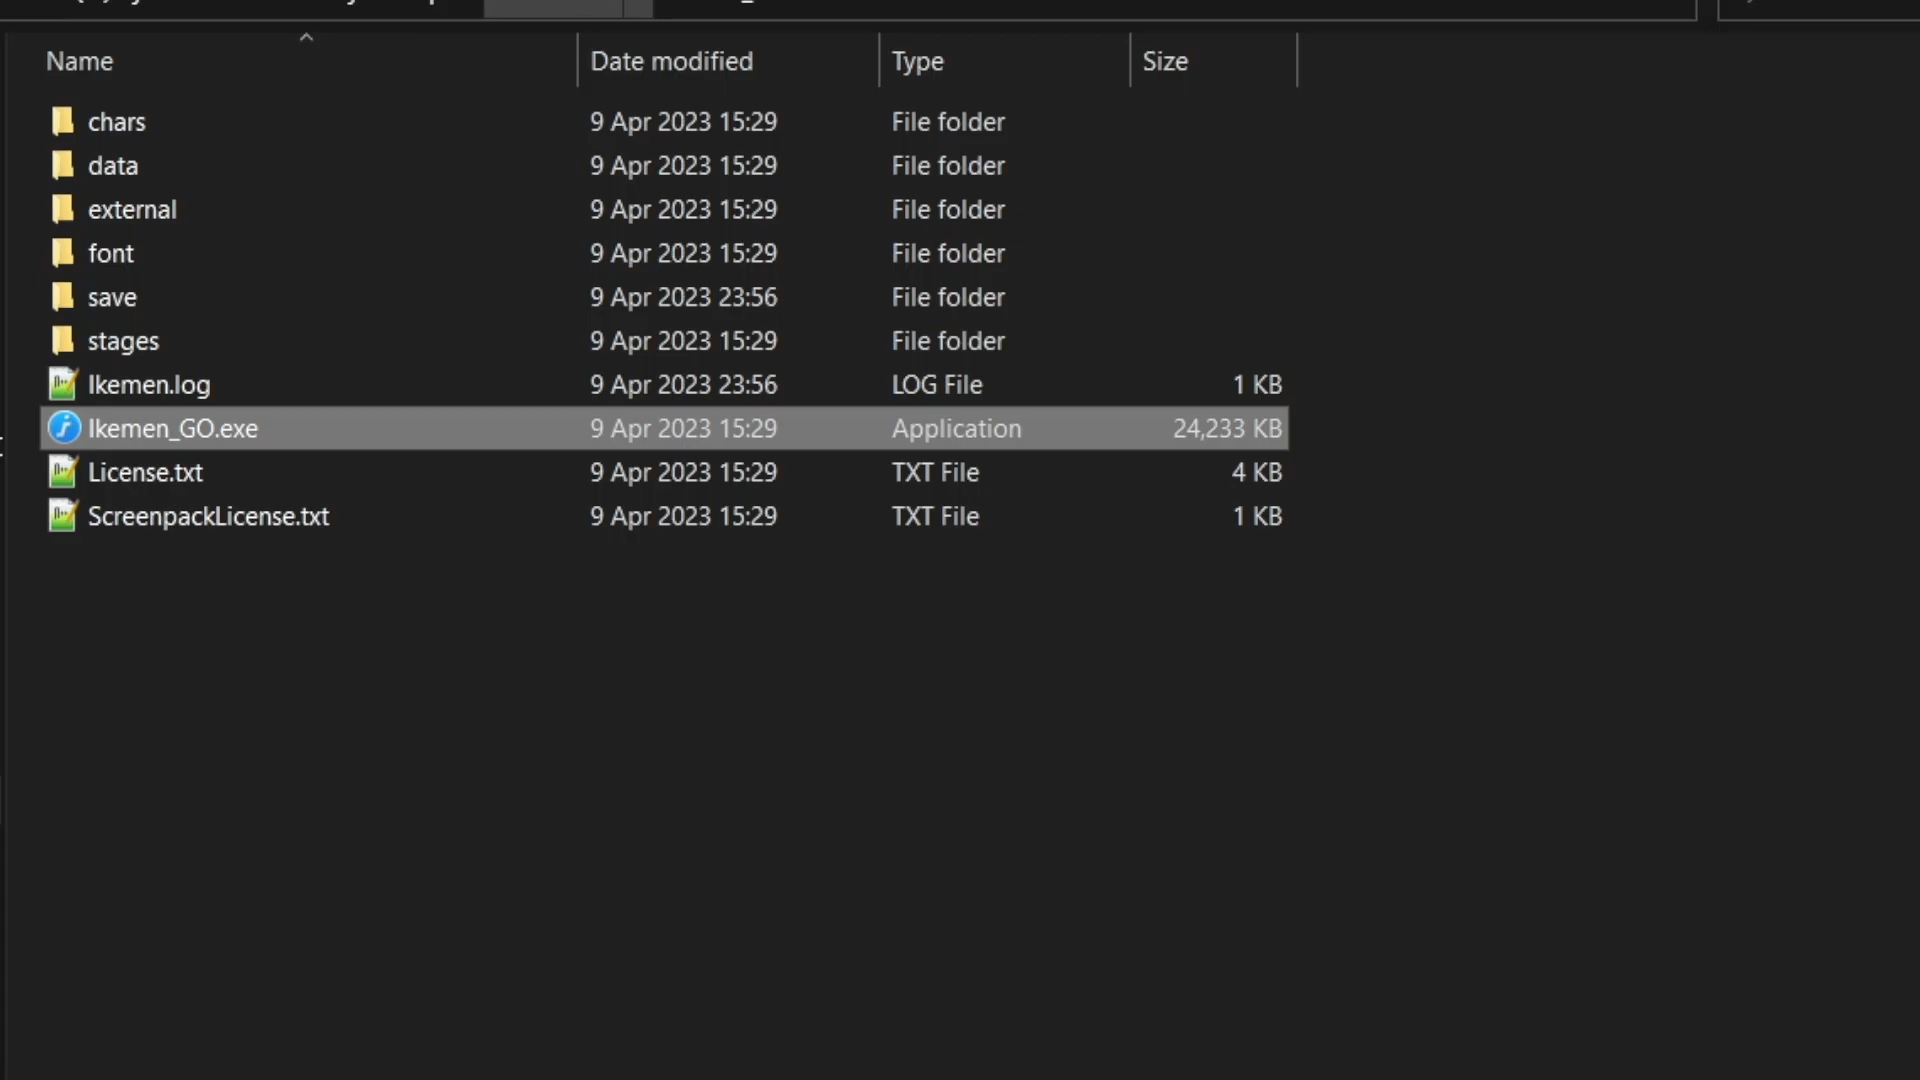 Name Date modified Type Size
chars 9 Apr 2023 15:29 File folder
data 9 Apr 2023 15:29 File folder
external 9 Apr 2023 15:29 File folder
font 9 Apr 2023 15:29 File folder
save 9 Apr 2023 23:56 File folder
stages 9 Apr 2023 15:29 File folder
Ikemen.log 9 Apr 2023 23:56 LOG File 1 KB
Ikemen_GO.exe 9 Apr 2023 15:29 Application 24,233 KB
License.txt 9 Apr 2023 15:29 TXT File 4 KB
ScreenpackLicense.txt 9 Apr 2023 15:29 TXT File 1 KB